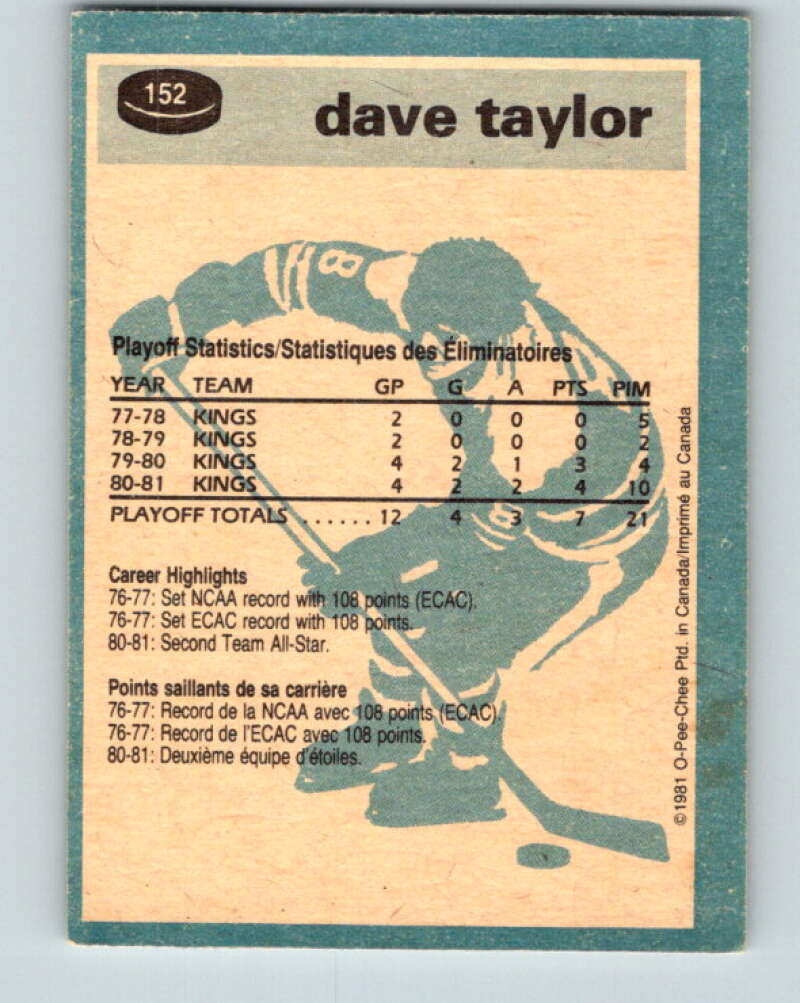 152
dave taylor
8
Playoff Statistics/Statistiques des Éliminatoires
YEAR TEAM GP G A PTS PIM
77-78 KINGS 2 0 0 0 5
78-79 KINGS 2 0 0 0 2
79-80 KINGS 4 2 1 3 4
80-81 KINGS 4 2 2 4 10
PLAYOFF TOTALS ...... 12 4 3 7 21
Career Highlights
76-77: Set NCAA record with 108 points (ECAC).
76-77: Set ECAC record with 108 points.
80-81: Second Team All-Star.
Points saillants de sa carrière
76-77: Record de la NCAA avec 108 points (ECAC).
76-77: Record de l'ECAC avec 108 points.
80-81: Deuxième équipe d'étoiles.
©1981 O-Pee-Chee Ptd. in Canada/Imprimé au Canada